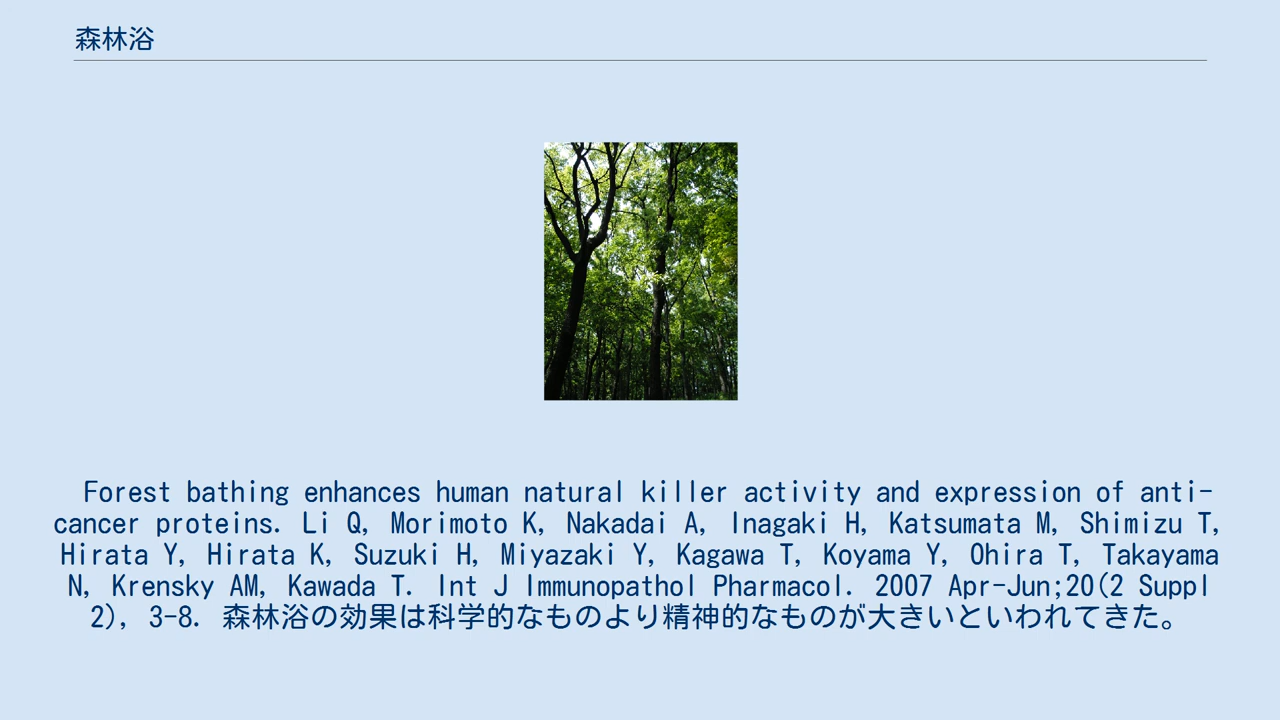 森林浴
Forest bathing enhances human natural killer activity and expression of anti-
cancer proteins. Li Q, Morimoto K, Nakadai A, Inagaki H, Katsumata M, Shimizu T,
Hirata Y, Hirata K, Suzuki H, Miyazaki Y, Kagawa T, Koyama Y, Ohira T, Takayama
N, Krensky AM, Kawada T. Int J Immunopathol Pharmacol. 2007 Apr-Jun;20(2 Suppl
2), 3-8. 森林浴の効果は科学的なものより精神的なものが大きいといわれてきた。